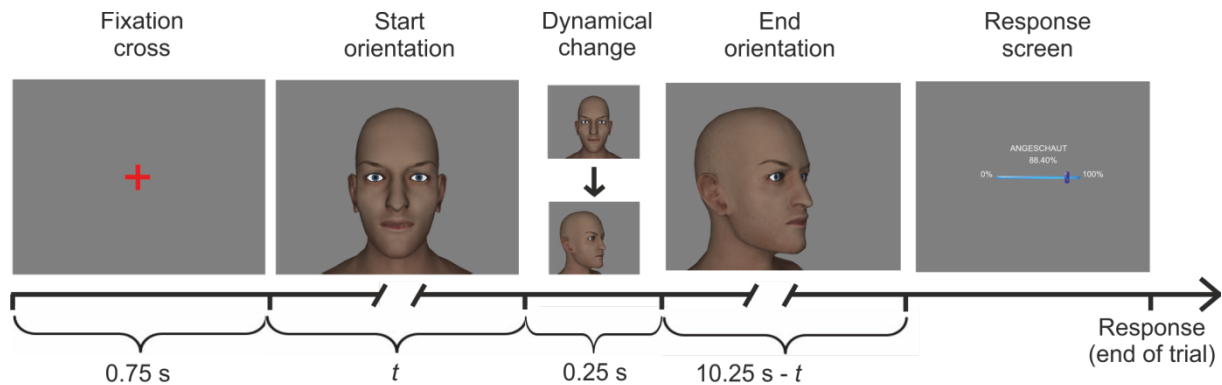 Fixation
cross
Start
orientation
Dynamical
change
End
orientation
Response
screen
ANGESCHAUT
88.40%
0%
100%
0.75 s
t
0.25 s
10.25 s - t
Response
(end of trial)